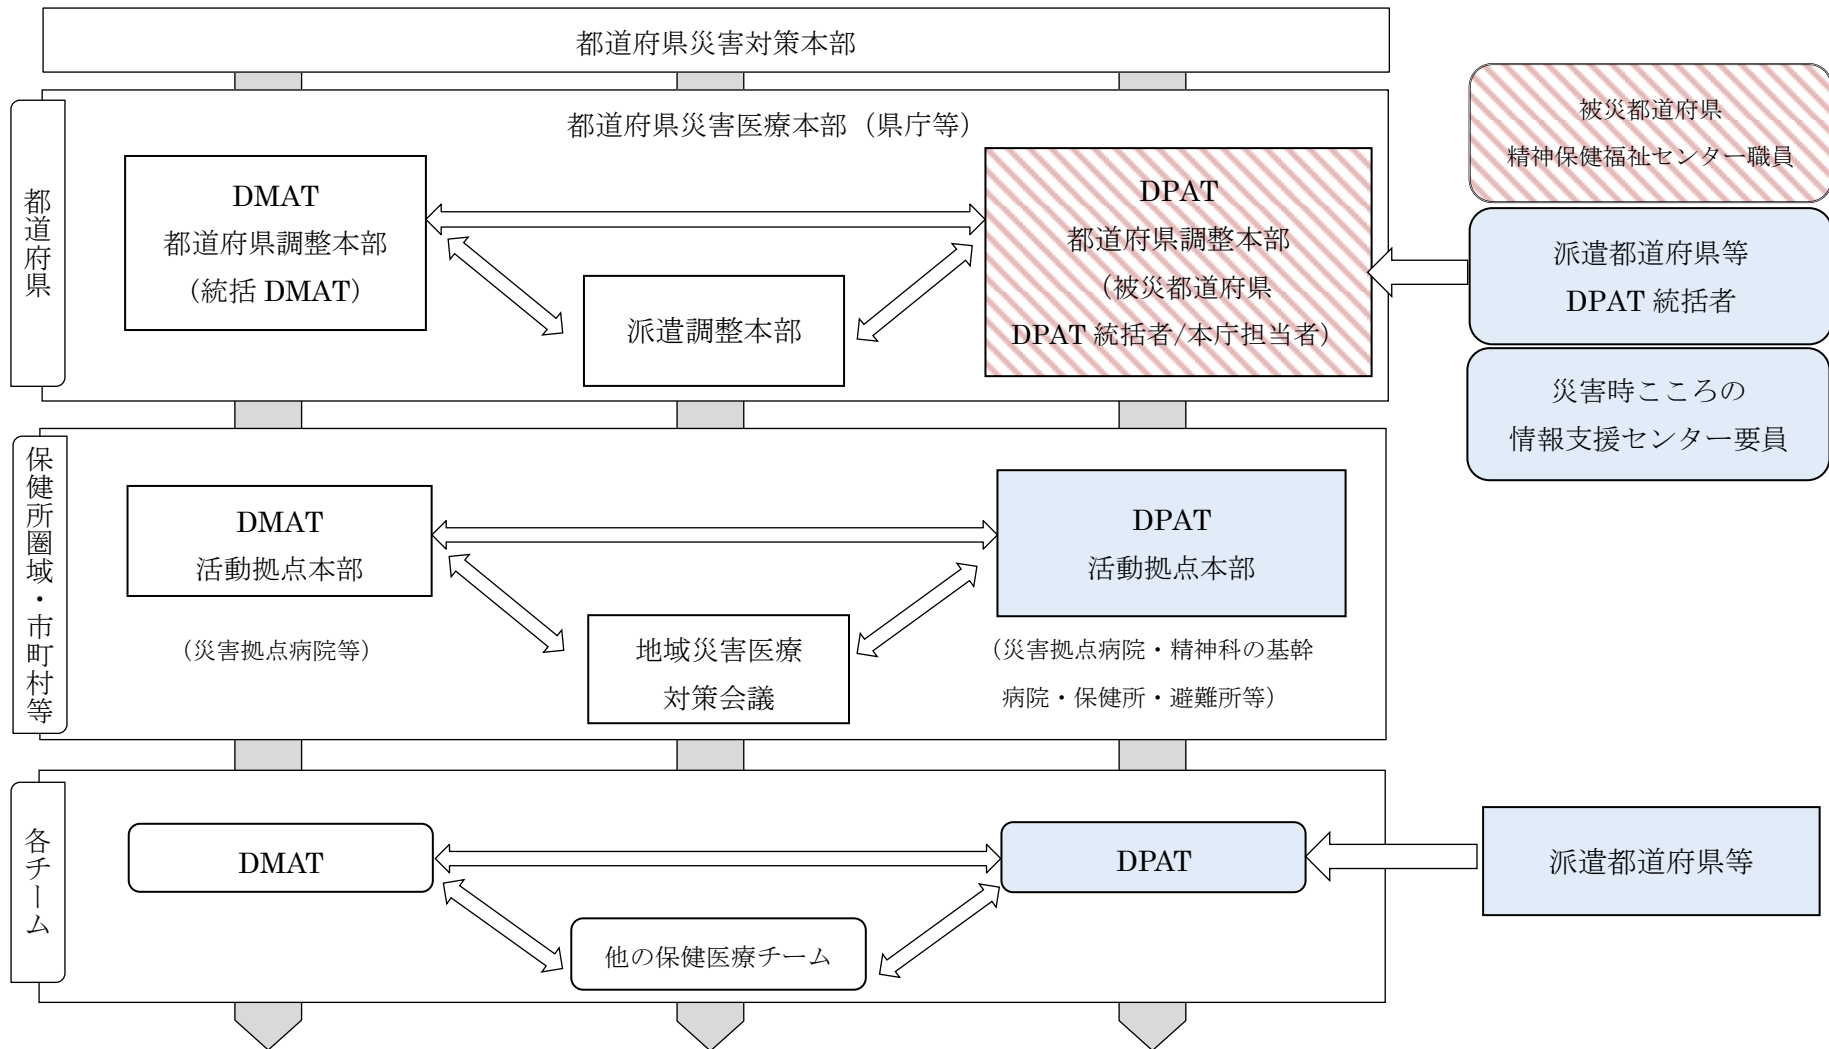 都道府県災害対策本部
都道府県
都道府県災害医療本部（県庁等）
DMAT
都道府県調整本部
（統括 DMAT）
派遣調整本部
DPAT
都道府県調整本部
（被災都道府県
DPAT 統括者/本庁担当者）
被災都道府県
精神保健福祉センター職員
派遣都道府県等
DPAT 統括者
災害時こころの
情報支援センター要員
保健所圏域・市町村等
DMAT
活動拠点本部
（災害拠点病院等）
地域災害医療
対策会議
DPAT
活動拠点本部
（災害拠点病院・精神科の基幹
病院・保健所・避難所等）
各チーム
DMAT
他の保健医療チーム
DPAT
派遣都道府県等